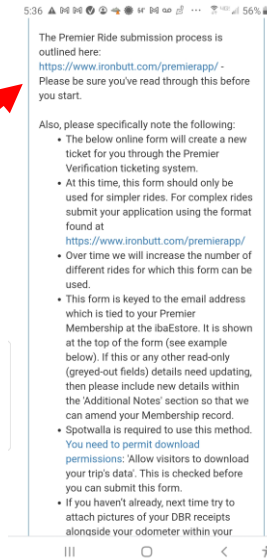 5:36
56%
The Premier Ride submission process is
outlined here:
https://www.ironbutt.com/premierapp/ -
Please be sure you've read through this before
you start.
Also, please specifically note the following:
• The below online form will create a new
ticket for you through the Premier
Verification ticketing system.
• At this time, this form should only be
used for simpler rides. For complex rides
submit your application using the format
found at
https://www.ironbutt.com/premierapp/
• Over time we will increase the number of
different rides for which this form can be
used.
• This form is keyed to the email address
which is tied to your Premier
Membership at the ibaEstore. It is shown
at the top of the form (see example
below). If this or any other read-only
(greyed-out fields) details need updating,
then please include new details within
the 'Additional Notes' section so that we
can amend your Membership record.
• Spotwalla is required to use this method.
You need to permit download
permissions: 'Allow visitors to download
your trip's data'. This is checked before
you can submit this form.
• If you haven't already, next time try to
attach pictures of your DBR receipts
alongside your odometer within your